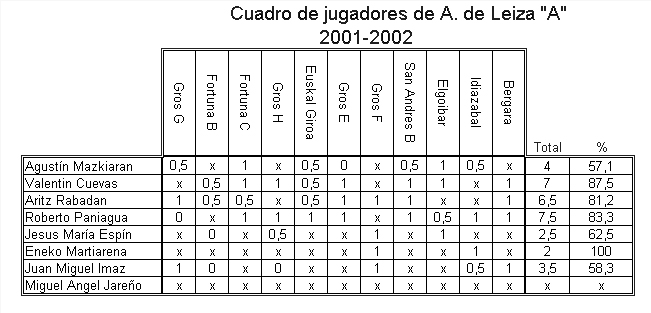 Cuadro de jugadores de A. de Leiza "A"
2001-2002
Gros G Fortuna B Fortuna C Gros H Euskal Giroa Gros E Gros F San Andres B Elgoibar Idiazabal Bergara Total %
Agustín Mazkiaran 0,5 x 1 x 0,5 0 x 0,5 1 0,5 x 4 57,1
Valentin Cuevas x 0,5 1 1 0,5 1 x 1 1 x 1 7 87,5
Aritz Rabadan 1 0,5 0,5 x 0,5 1 1 x x 1 1 6,5 81,2
Roberto Paniagua 0 x 1 1 1 1 x 1 0,5 1 1 7,5 83,3
Jesus María Espín x 0 x 0,5 x x 1 x 1 x x 2,5 62,5
Eneko Martiarena x x x x x x 1 x x 1 x 2 100
Juan Miguel Imaz 1 0 x 0 x x 1 x x 0,5 1 3,5 58,3
Miguel Angel Jareño x x x x x x x x x x x x x